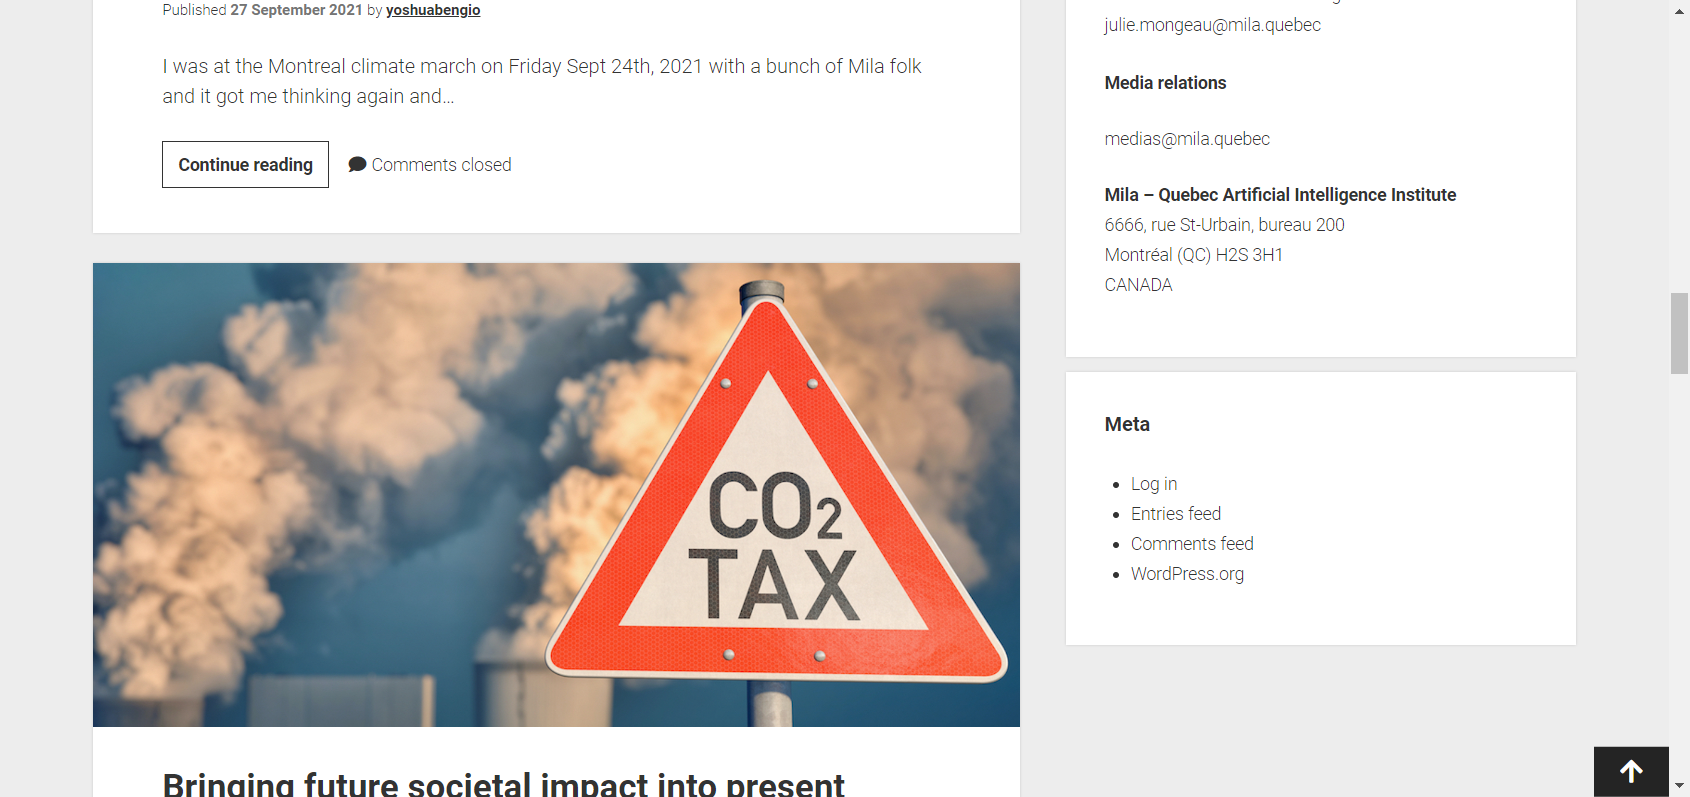 Published 27 September 2021 by yoshuabengio
I was at the Montreal climate march on Friday Sept 24th, 2021 with a bunch of Mila folk
and it got me thinking again and…
Continue reading
Comments closed
CO₂
TAX
Bringing future societal impact into present
julie.mongeau@mila.quebec
Media relations
medias@mila.quebec
Mila – Quebec Artificial Intelligence Institute
6666, rue St-Urbain, bureau 200
Montréal (QC) H2S 3H1
CANADA
Meta
Log in
Entries feed
Comments feed
WordPress.org